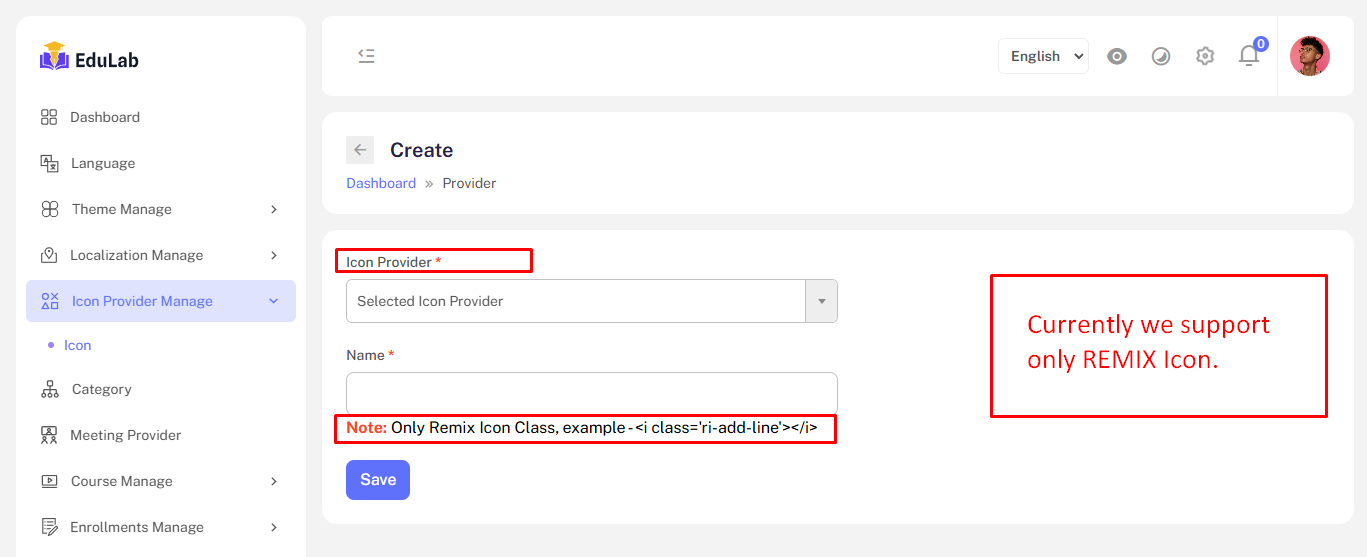 EduLab
Dashboard
Language
Theme Manage
Localization Manage
Icon Provider Manage
Icon
Category
Meeting Provider
Course Manage
Enrollments Manage
English
0
Create
Dashboard » Provider
Icon Provider *
Selected Icon Provider
Name *
Note: Only Remix Icon Class, example - <i class='ri-add-line'></i>
Save
Currently we support
only REMIX Icon.